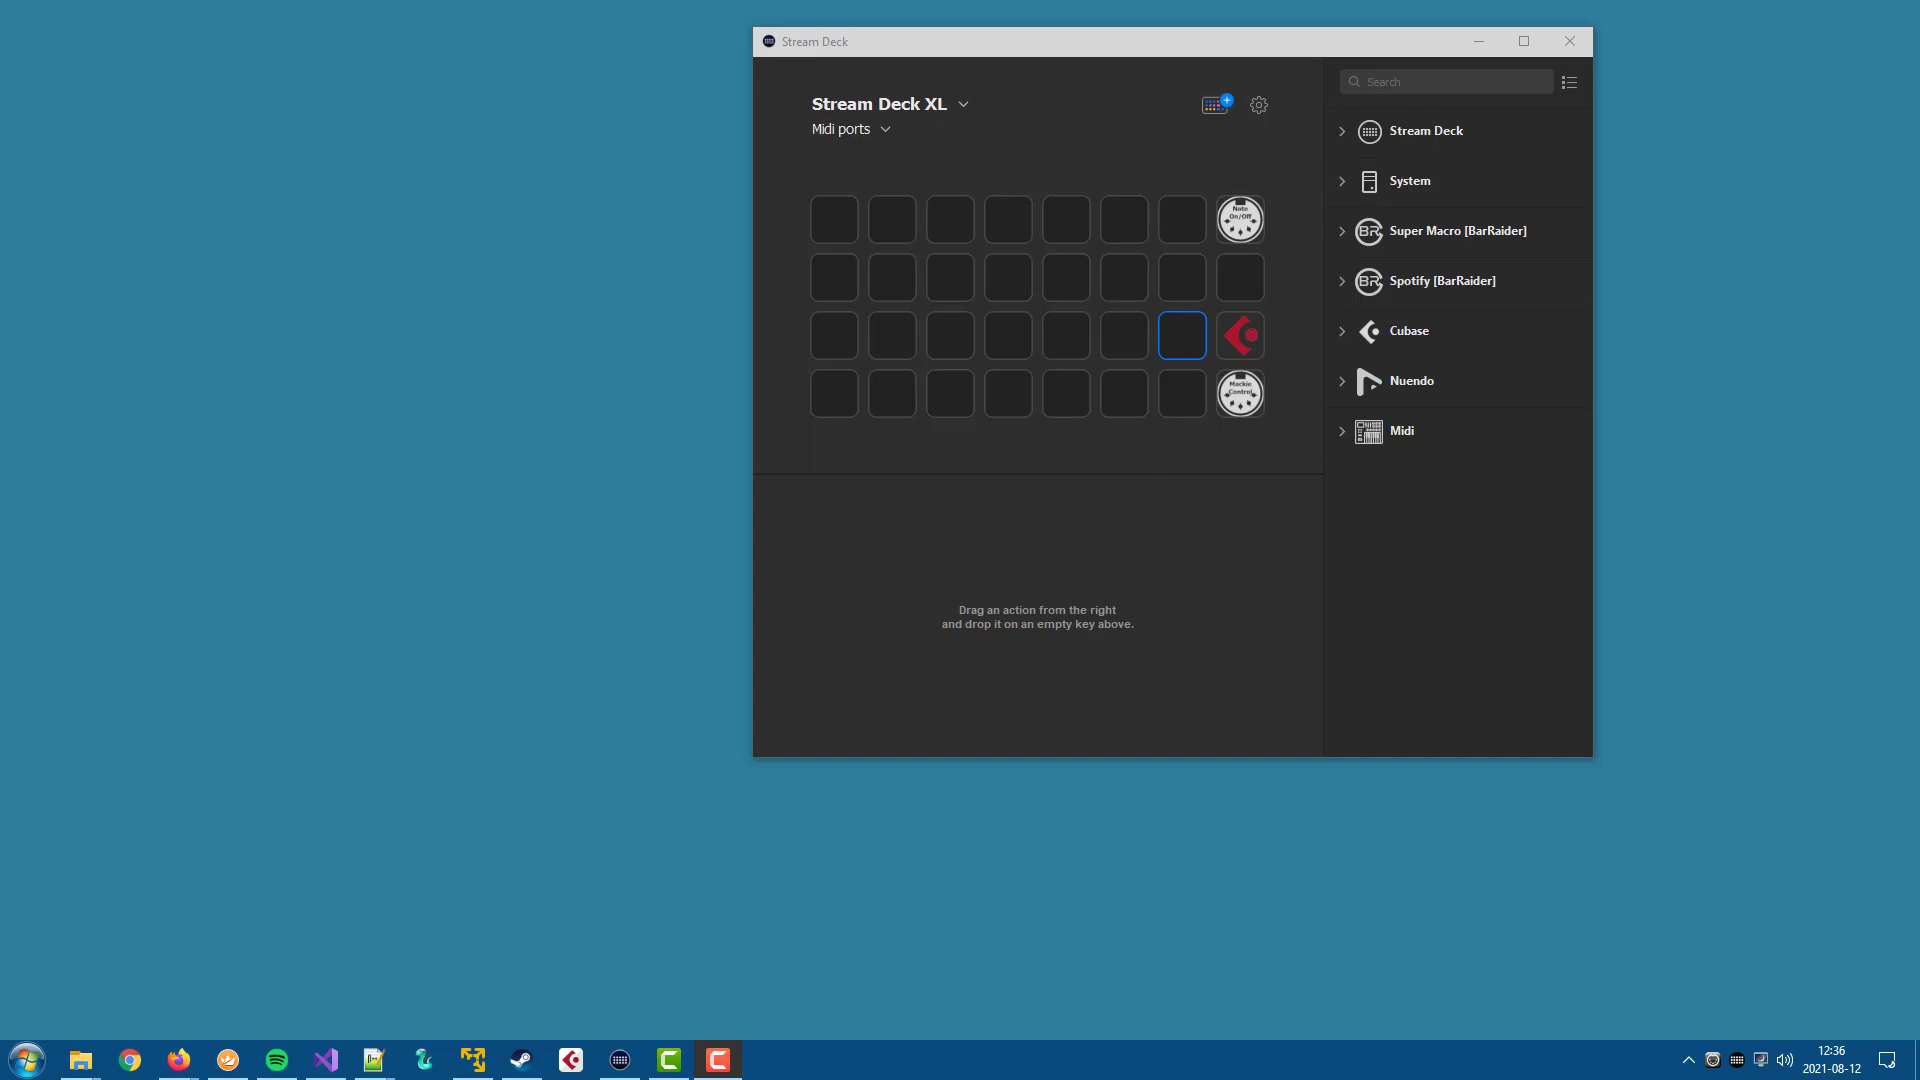 Stream Deck
Search
Stream Deck XL
Midi ports
Stream Deck
System
Note
On/Off
Super Macro [BarRaider]
BR
Spotify [BarRaider]
BR
Cubase
Nuendo
Mackie
Control
Midi
Drag an action from the right
and drop it on an empty key above.
12:36
2021-08-12